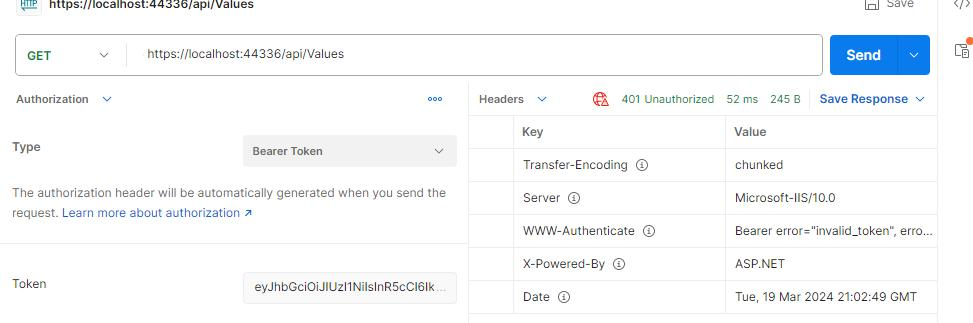 HTTP https://localhost:44336/api/Values Save
GET https://localhost:44336/api/Values Send
Authorization
Type Bearer Token
The authorization header will be automatically generated when you send the
request. Learn more about authorization ↗
Token eyJhbGciOiJIUzI1NiIsInR5cCI6Ik...
Headers 401 Unauthorized 52 ms 245 B Save Response
Key Value
Transfer-Encoding chunked
Server Microsoft-IIS/10.0
WWW-Authenticate Bearer error="invalid_token", erro...
X-Powered-By ASP.NET
Date Tue, 19 Mar 2024 21:02:49 GMT